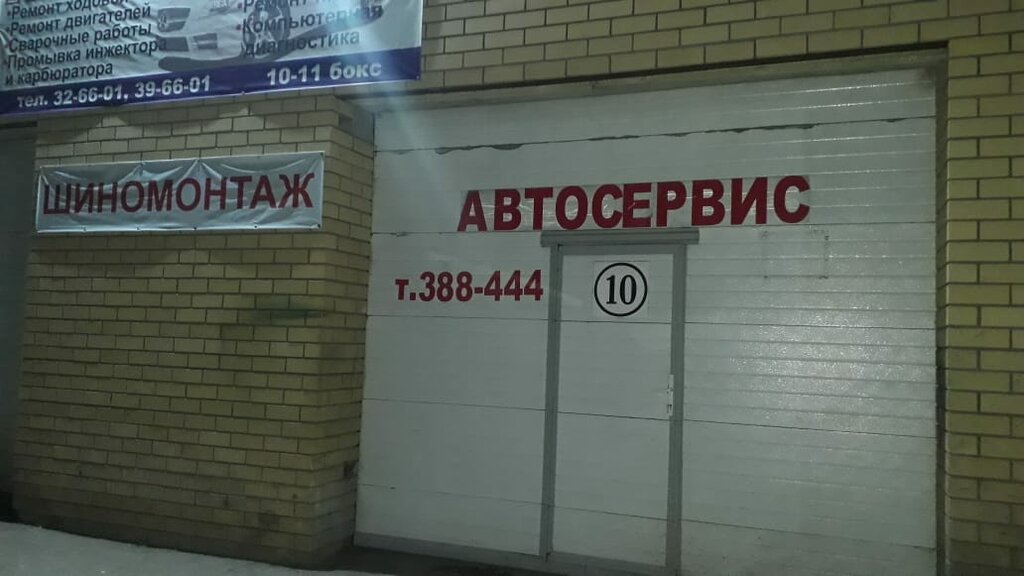 Ремонт
Ремонт двигателей
Сварочные работы
Промывка инжектора
и карбюратора
Компьютерная
диагностика
тел. 32-66-01, 39-66-01
10-11 бокс
ШИНОМОНТАЖ
АВТОСЕРВИС
т.388-444
10